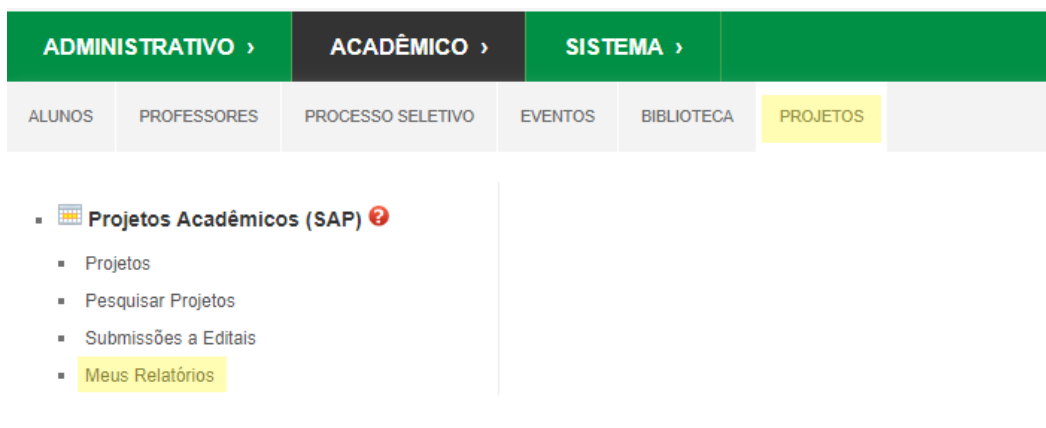 ADMINISTRATIVO › ACADÊMICO › SISTEMA ›
ALUNOS PROFESSORES PROCESSO SELETIVO EVENTOS BIBLIOTECA PROJETOS
Projetos Acadêmicos (SAP) ?
Projetos
Pesquisar Projetos
Submissões a Editais
Meus Relatórios